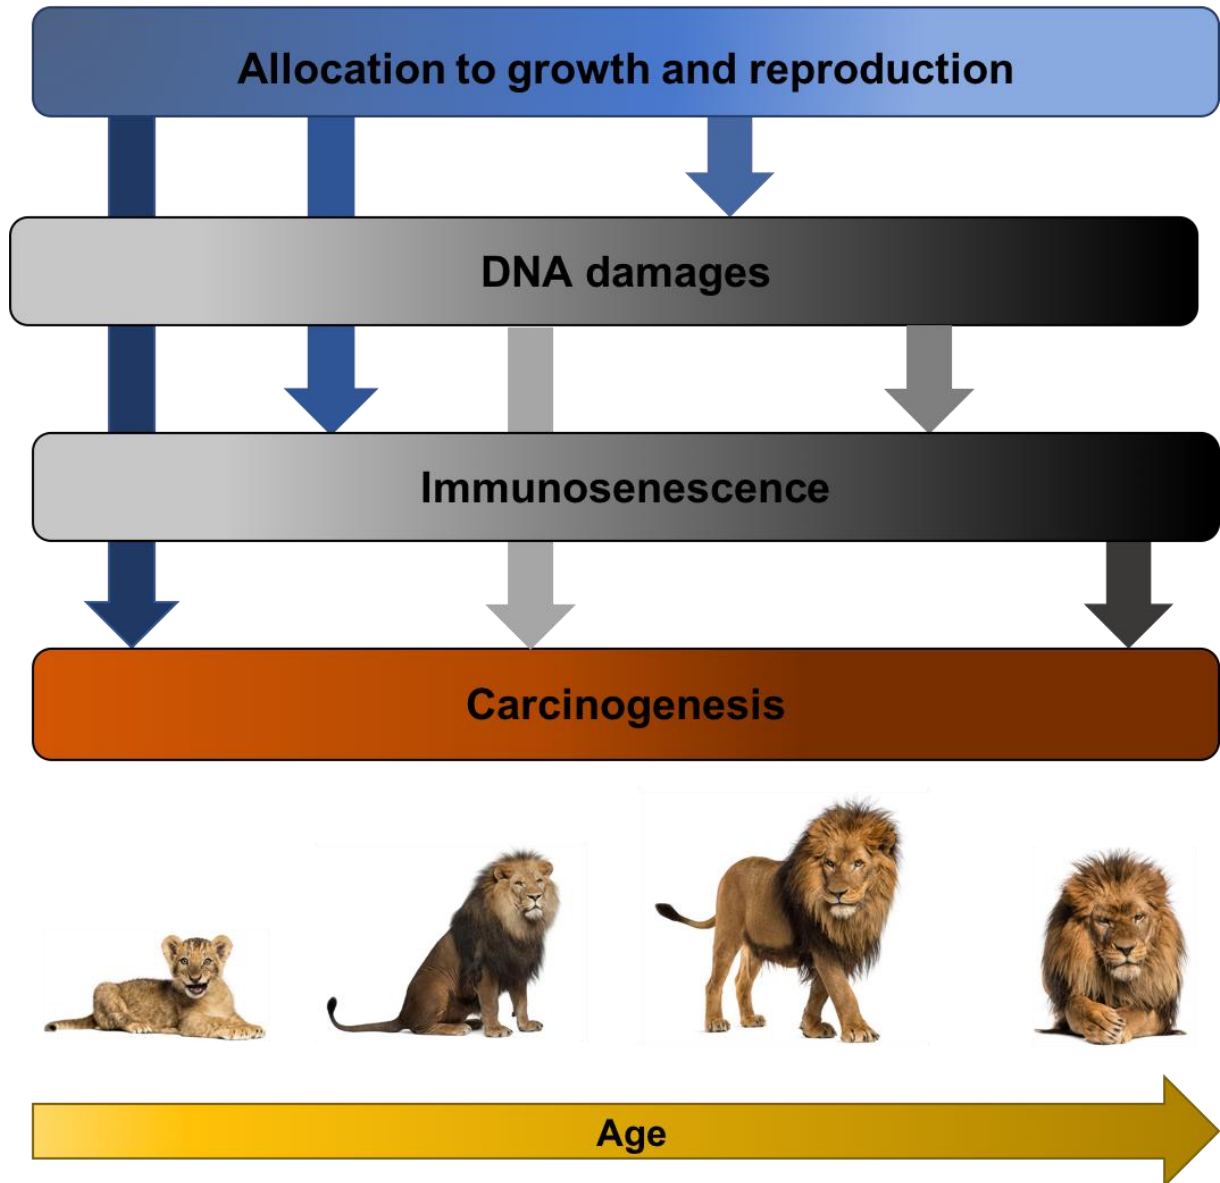 Allocation to growth and reproduction
DNA damages
Immunosenescence
Carcinogenesis
Age